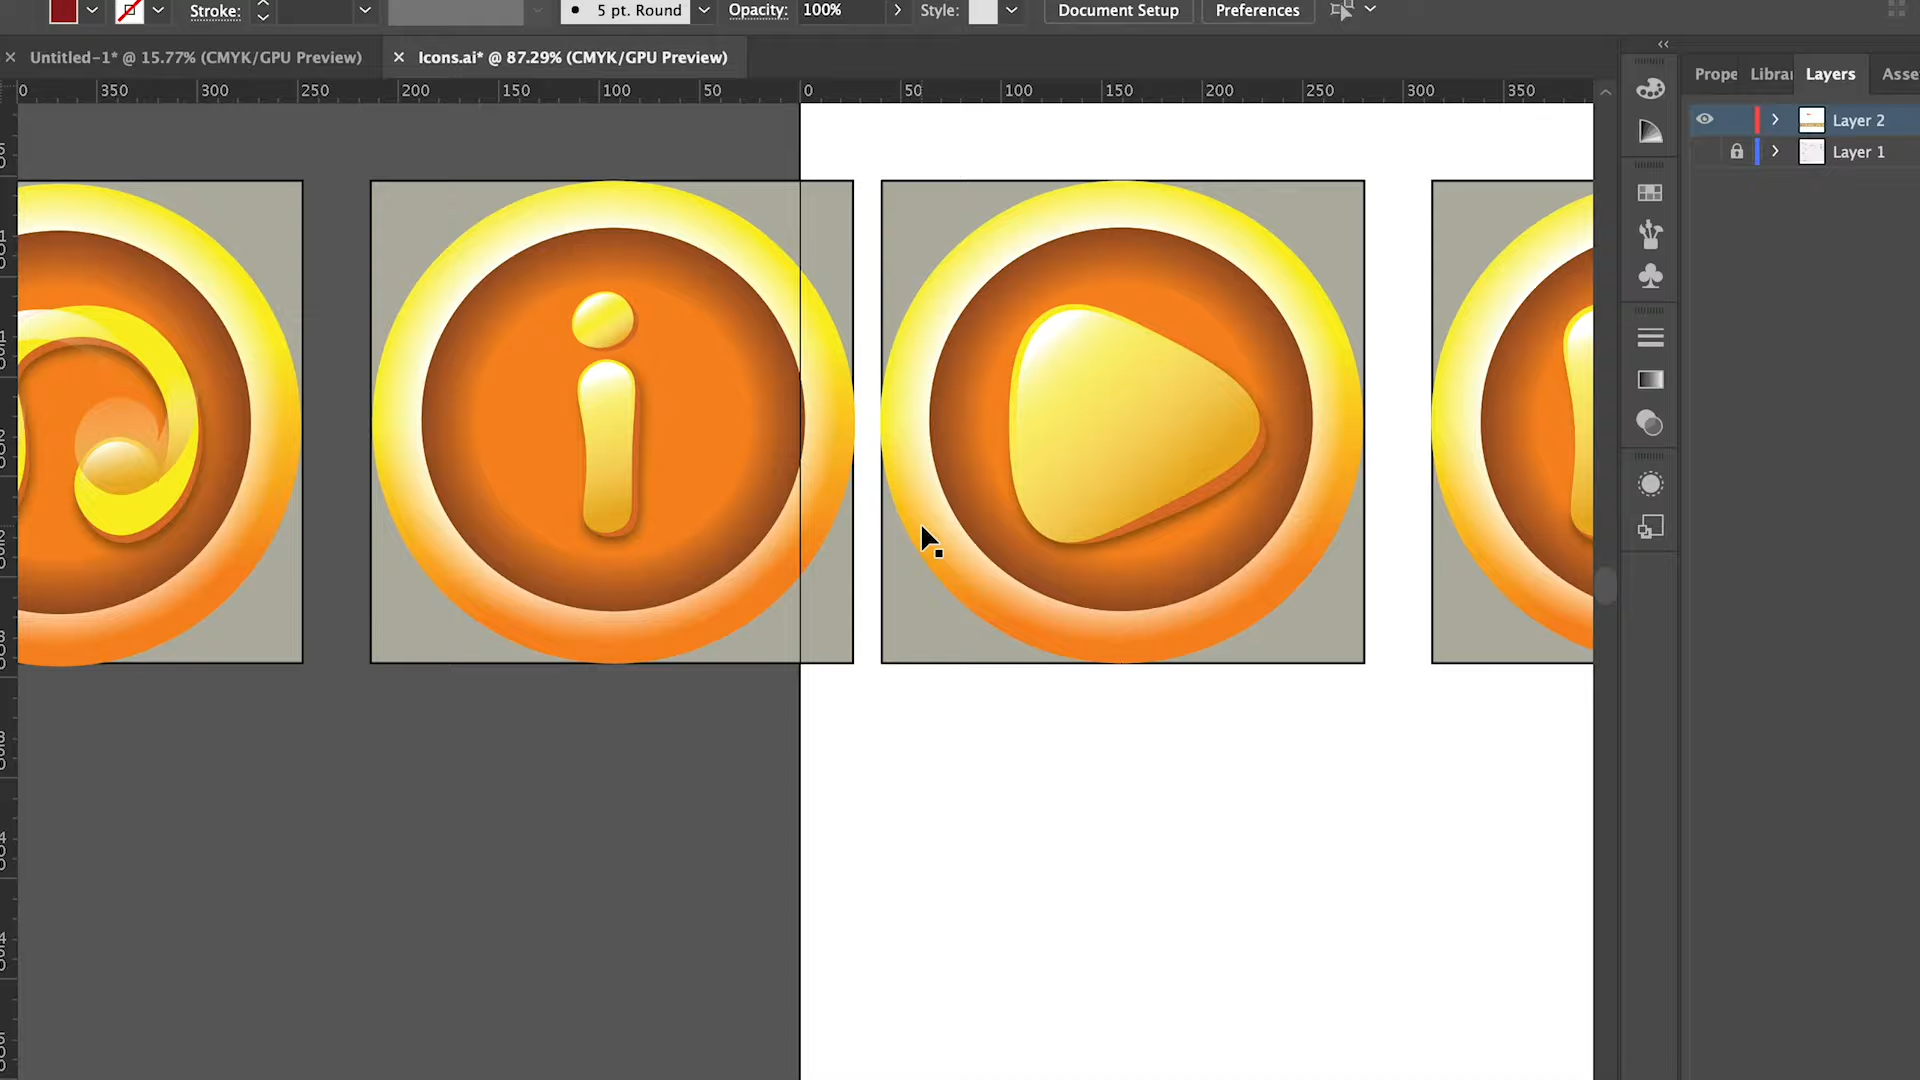 Stroke: 5 pt. Round Opacity: 100% Style: Document Setup Preferences
Untitled-1* @ 15.77% (CMYK/GPU Preview) Icons.ai* @ 87.29% (CMYK/GPU Preview)
0 350 300 250 200 150 100 50 0 50 100 150 200 250 300 350
Prope Librar Layers Asse
Layer 2
Layer 1
i